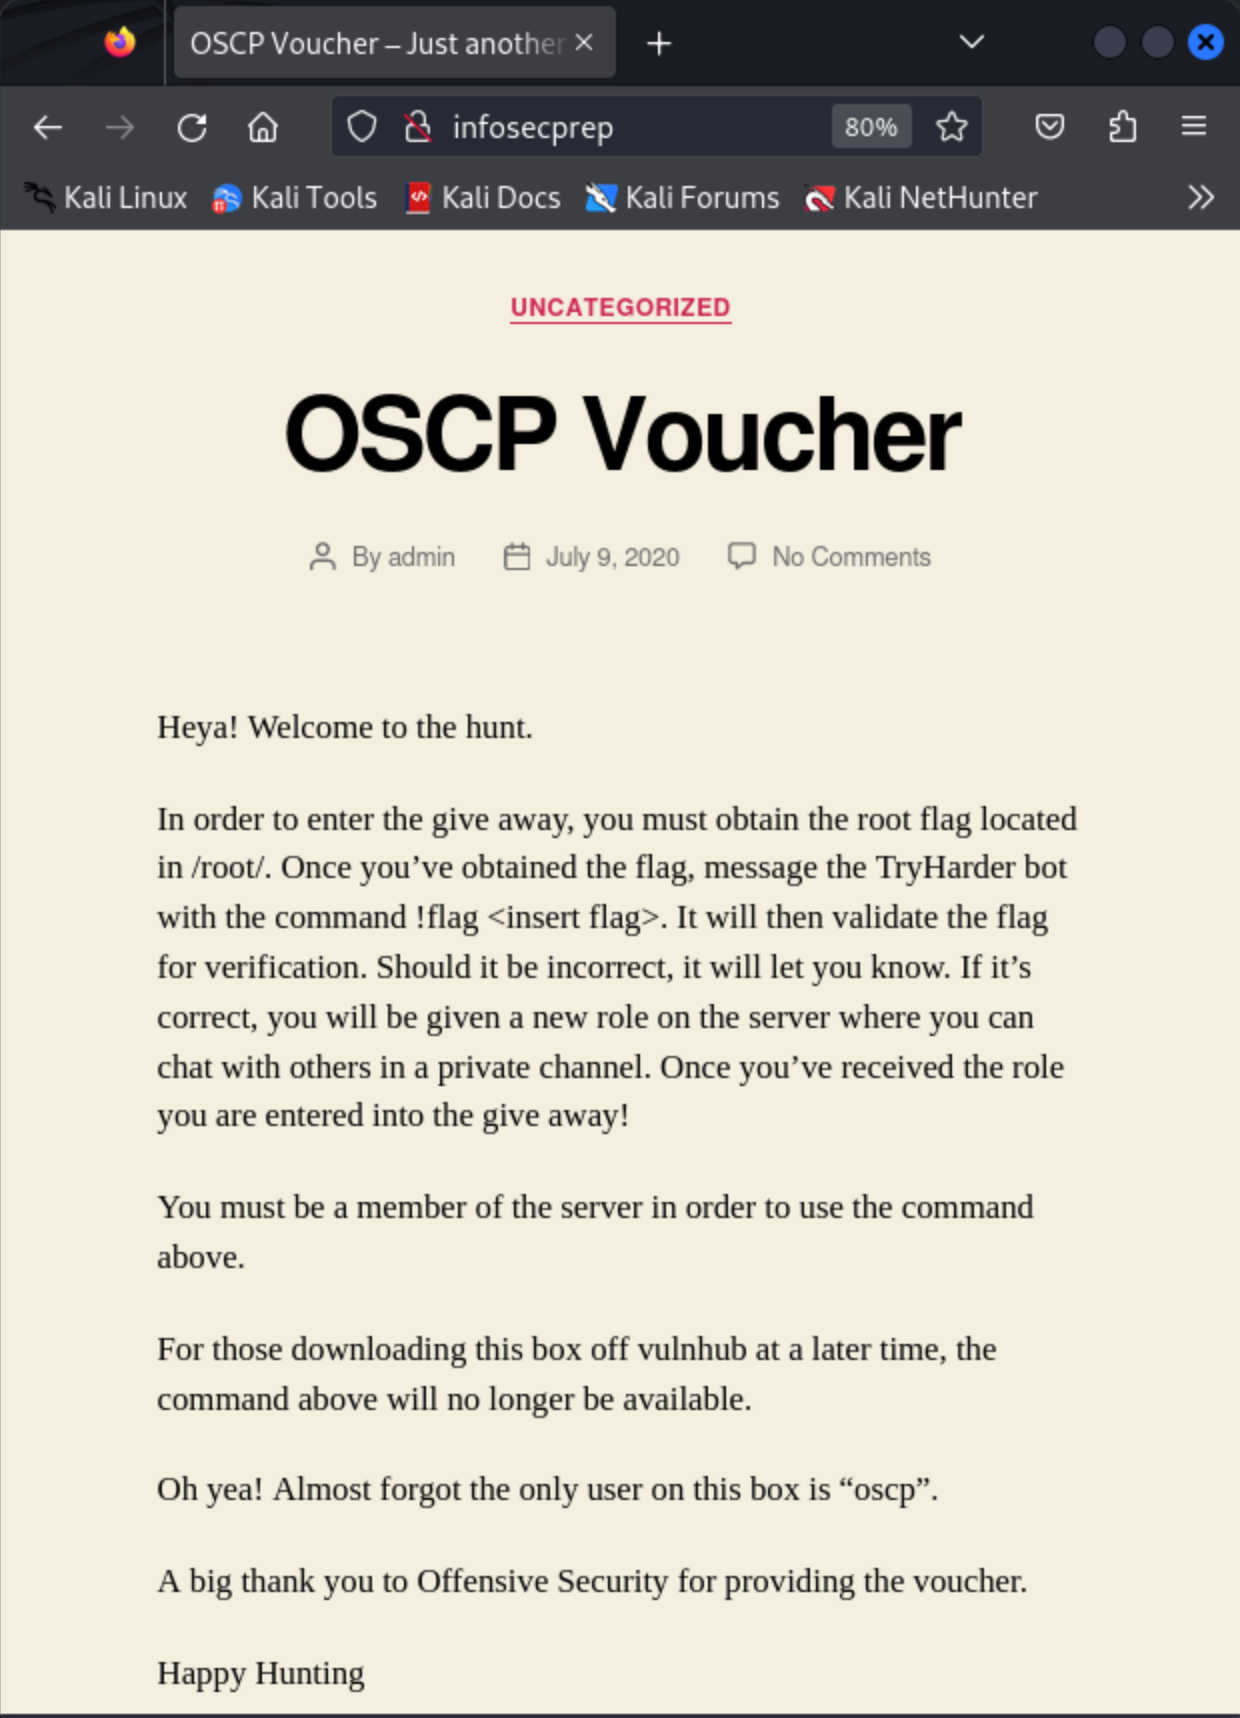 OSCP Voucher – Just another
infosecprep
80%
Kali Linux Kali Tools Kali Docs Kali Forums Kali NetHunter
UNCATEGORIZED
OSCP Voucher
By admin July 9, 2020 No Comments
Heya! Welcome to the hunt.
In order to enter the give away, you must obtain the root flag located
in /root/. Once you’ve obtained the flag, message the TryHarder bot
with the command !flag <insert flag>. It will then validate the flag
for verification. Should it be incorrect, it will let you know. If it’s
correct, you will be given a new role on the server where you can
chat with others in a private channel. Once you’ve received the role
you are entered into the give away!
You must be a member of the server in order to use the command
above.
For those downloading this box off vulnhub at a later time, the
command above will no longer be available.
Oh yea! Almost forgot the only user on this box is “oscp”.
A big thank you to Offensive Security for providing the voucher.
Happy Hunting